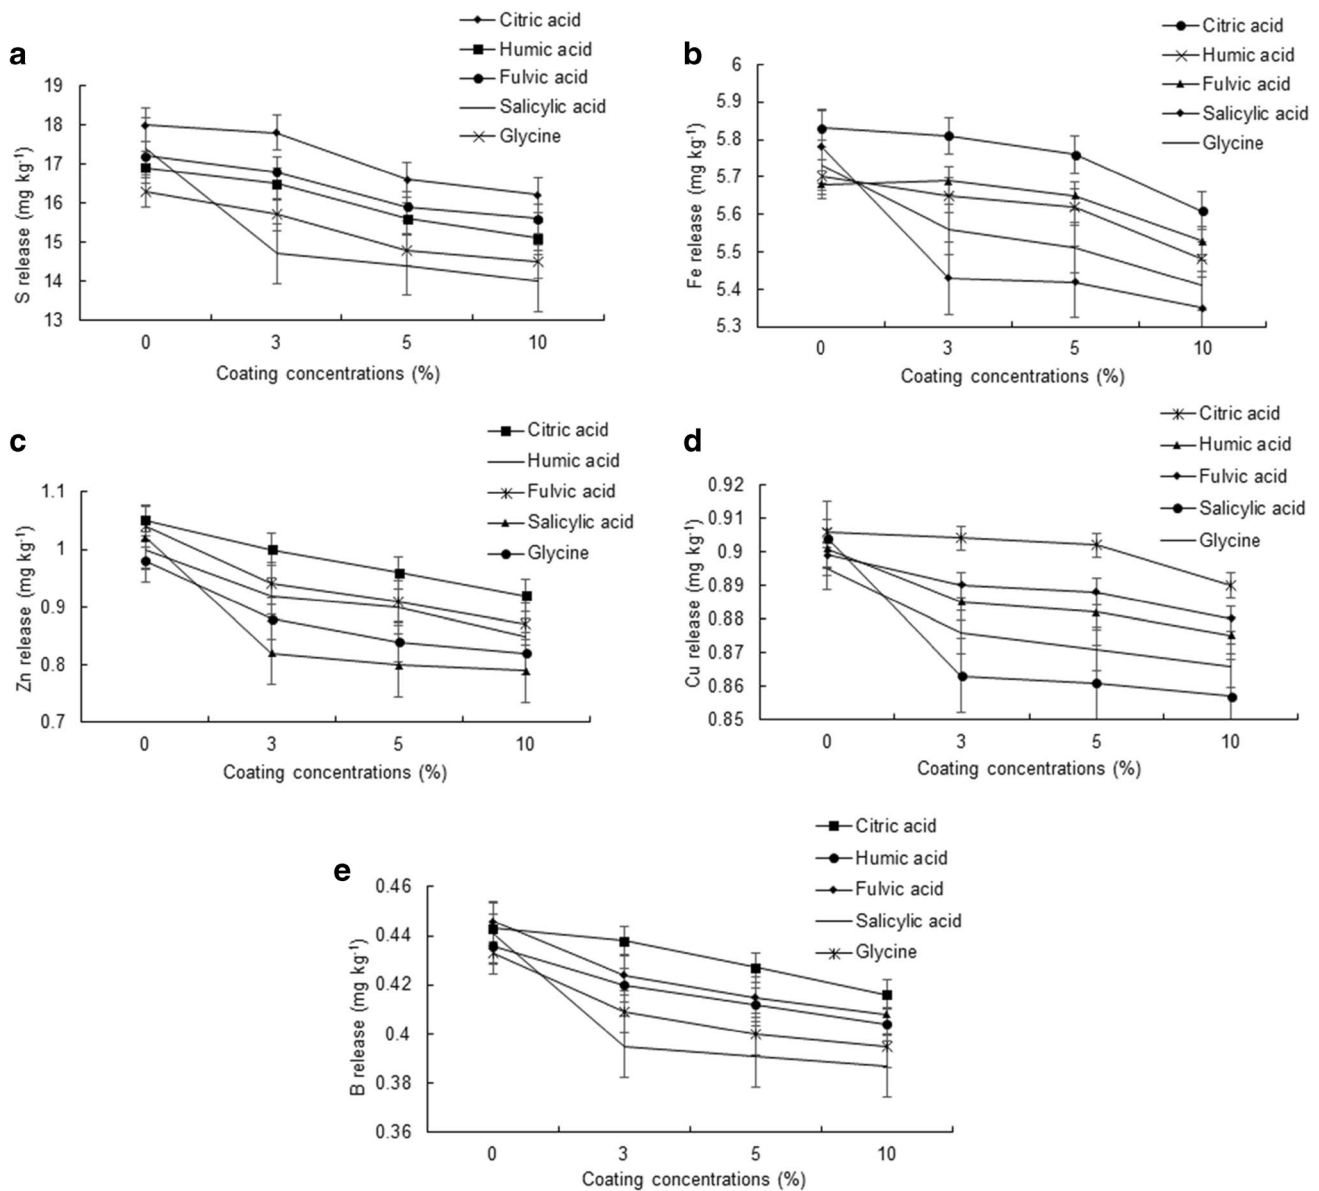 a
Citric acid
Humic acid
Fulvic acid
Salicylic acid
Glycine
19
18
17
16
15
14
13
S release (mg kg⁻¹)
0 3 5 10
Coating concentrations (%)
b
Citric acid
Humic acid
Fulvic acid
Salicylic acid
Glycine
6
5.9
5.8
5.7
5.6
5.5
5.4
5.3
Fe release (mg kg⁻¹)
0 3 5 10
Coating concentrations (%)
c
Citric acid
Humic acid
Fulvic acid
Salicylic acid
Glycine
1.1
1
0.9
0.8
0.7
Zn release (mg kg⁻¹)
0 3 5 10
Coating concentrations (%)
d
Citric acid
Humic acid
Fulvic acid
Salicylic acid
Glycine
0.92
0.91
0.9
0.89
0.88
0.87
0.86
0.85
Cu release (mg kg⁻¹)
0 3 5 10
Coating concentrations (%)
e
Citric acid
Humic acid
Fulvic acid
Salicylic acid
Glycine
0.46
0.44
0.42
0.4
0.38
0.36
B release (mg kg⁻¹)
0 3 5 10
Coating concentrations (%)